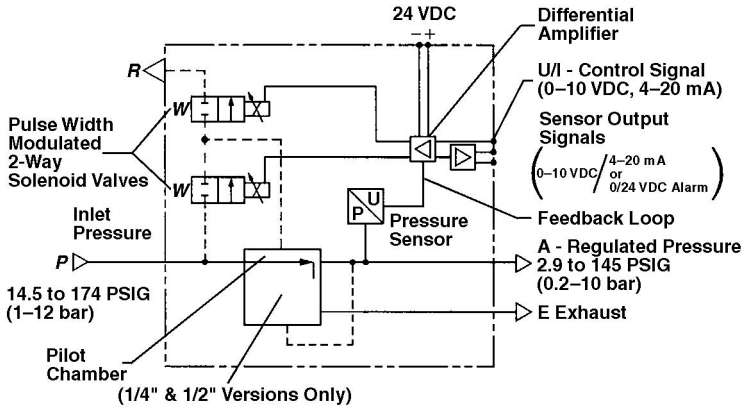 24 VDC
– +
Differential
Amplifier
R
U/I - Control Signal
(0–10 VDC, 4–20 mA)
W
Pulse Width
Modulated
2-Way
Solenoid Valves
Sensor Output
Signals
(0–10 VDC/4–20 mA
or
0/24 VDC Alarm)
W
U
P
Pressure
Sensor
Feedback Loop
Inlet
Pressure
P
A - Regulated Pressure
2.9 to 145 PSIG
(0.2–10 bar)
14.5 to 174 PSIG
(1–12 bar)
E Exhaust
Pilot
Chamber
(1/4" & 1/2" Versions Only)